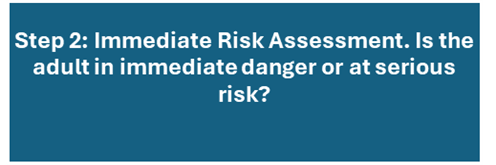 Step 2: Immediate Risk Assessment. Is the
adult in immediate danger or at serious
risk?